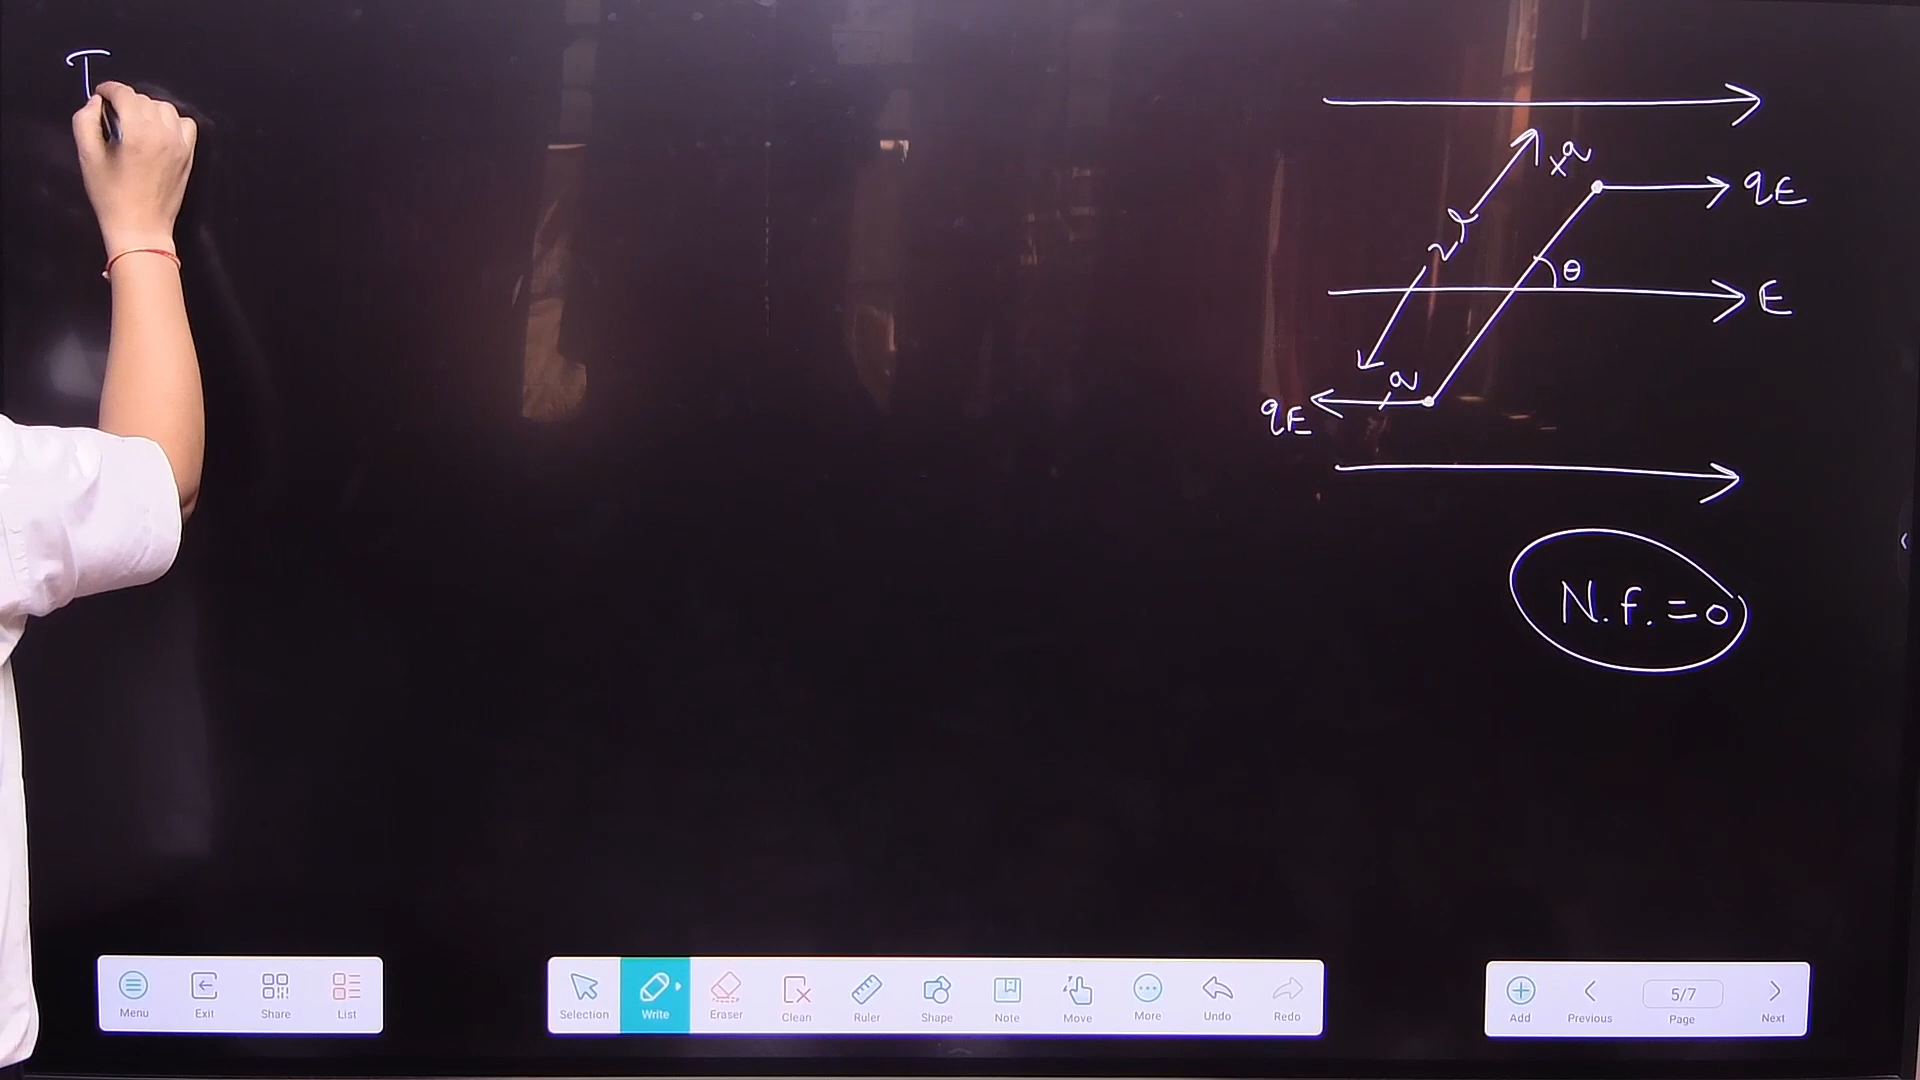 T
+q
qE
2l
θ
E
-q
qE
N.f. = 0
Menu
Exit
Share
List
Selection
Write
Eraser
Clean
Ruler
Shape
Note
Move
More
Undo
Redo
Add
Previous
5/7
Page
Next